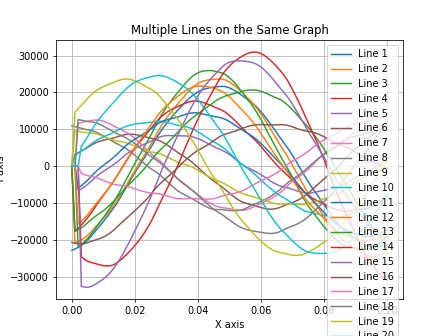 Multiple Lines on the Same Graph
30000
20000
10000
0
−10000
−20000
−30000
0.00
0.02
0.04
0.06
0.08
X axis
axis
Line 1
Line 2
Line 3
Line 4
Line 5
Line 6
Line 7
Line 8
Line 9
Line 10
Line 11
Line 12
Line 13
Line 14
Line 15
Line 16
Line 17
Line 18
Line 19
Line 20